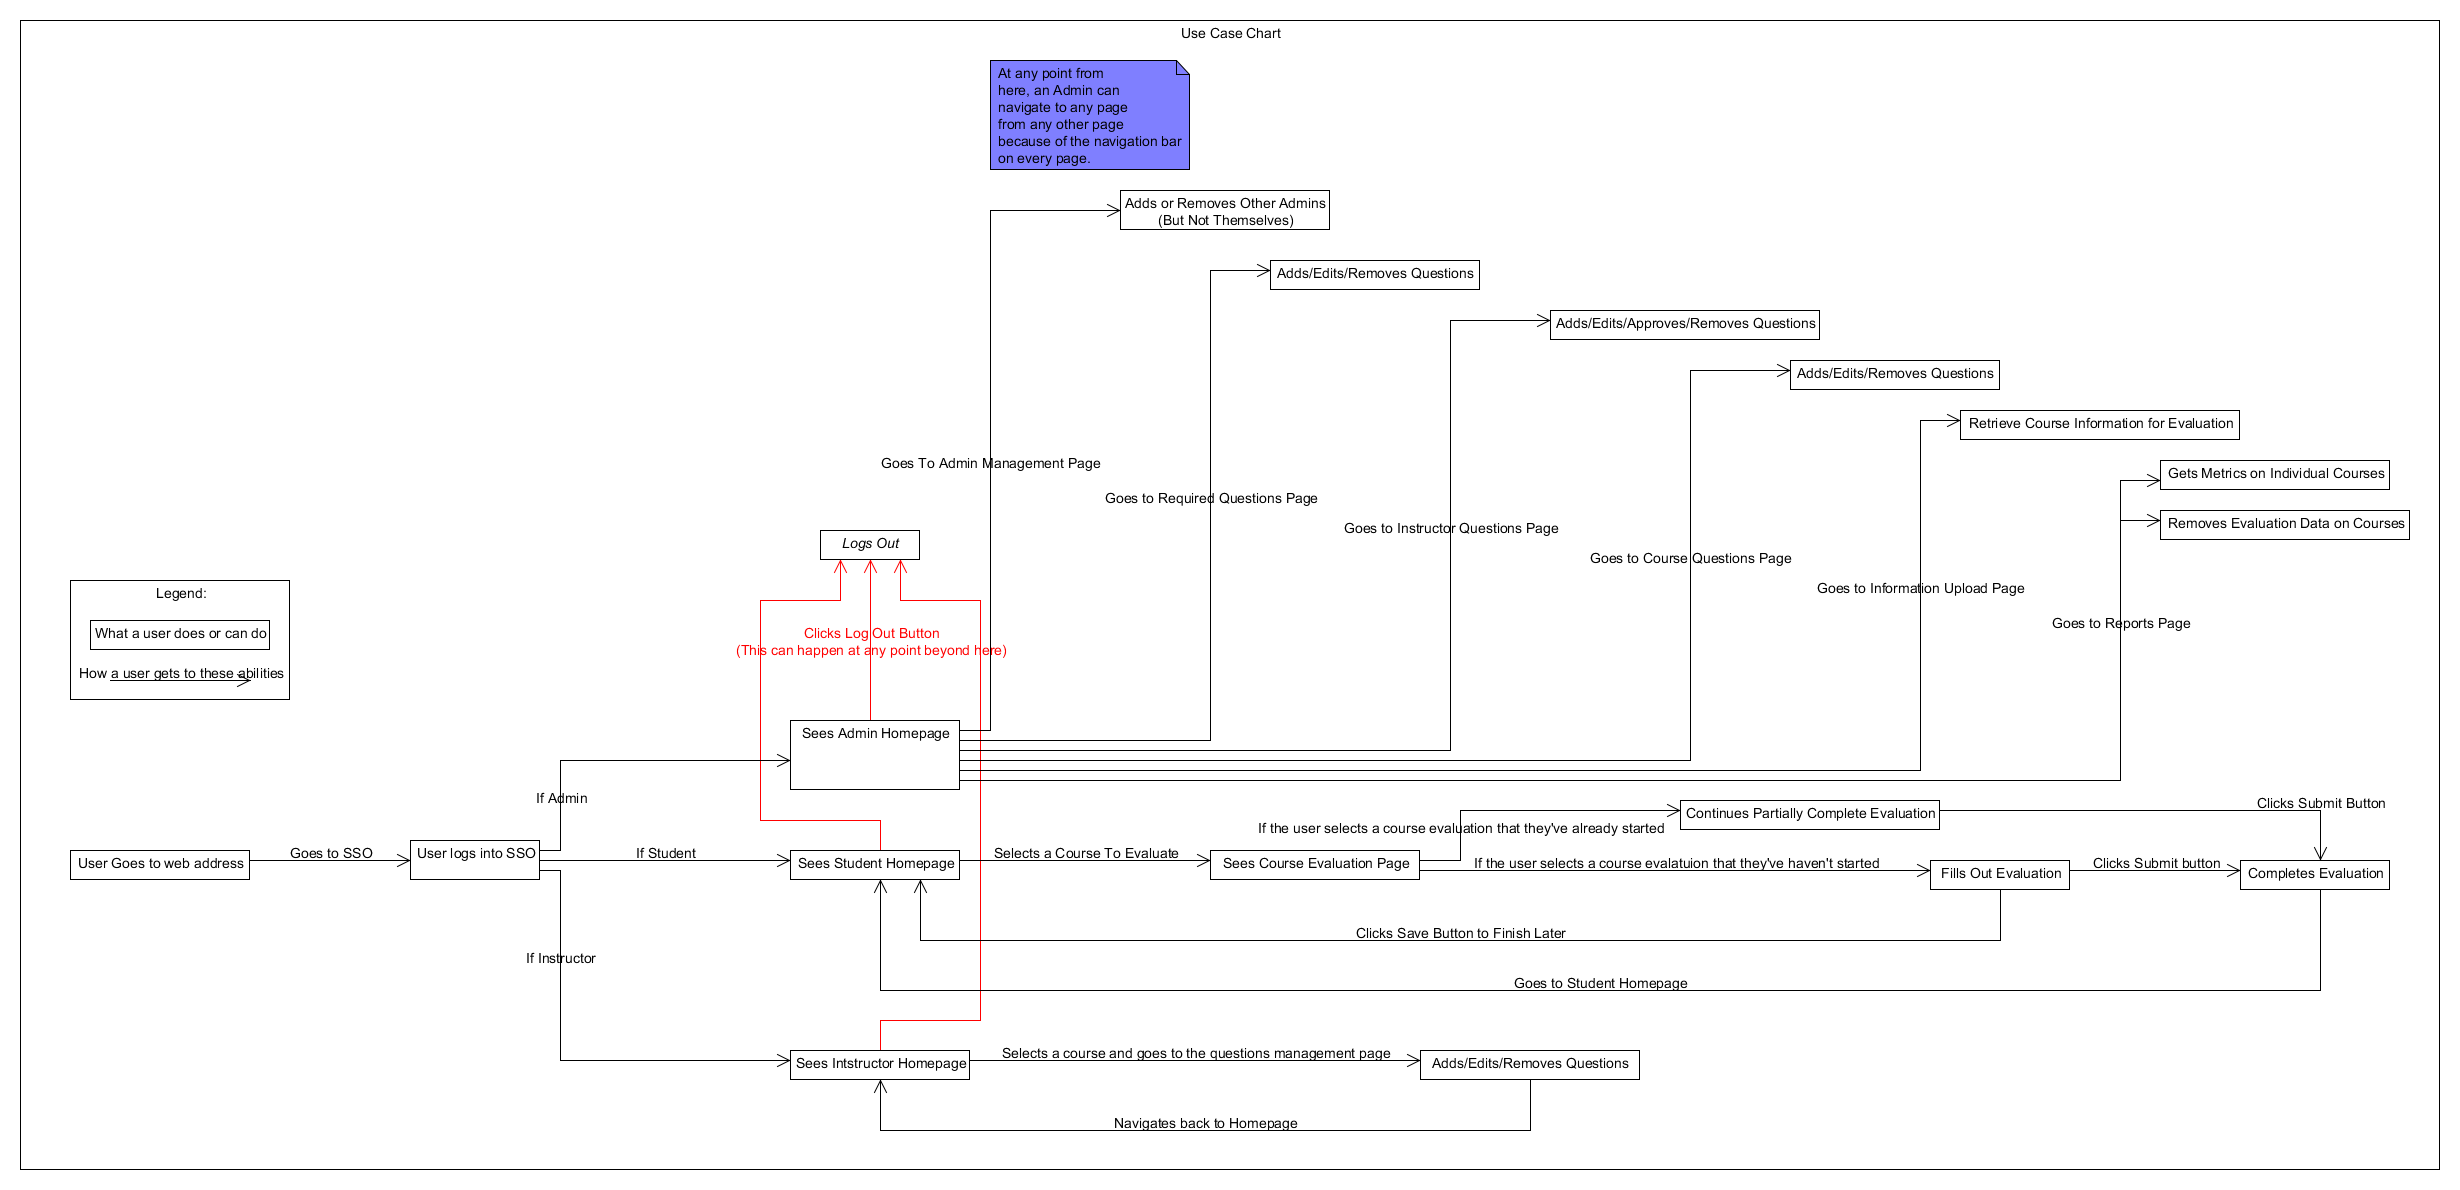 Use Case Chart
At any point from
here, an Admin can
navigate to any page
from any other page
because of the navigation bar
on every page.
Adds or Removes Other Admins
(But Not Themselves)
Adds/Edits/Removes Questions
Adds/Edits/Approves/Removes Questions
Adds/Edits/Removes Questions
Retrieve Course Information for Evaluation
Goes To Admin Management Page
Gets Metrics on Individual Courses
Goes to Required Questions Page
Removes Evaluation Data on Courses
Goes to Instructor Questions Page
Logs Out
Goes to Course Questions Page
Goes to Information Upload Page
Goes to Reports Page
Legend:
What a user does or can do
How a user gets to these abilities
Clicks Log Out Button
(This can happen at any point beyond here)
Sees Admin Homepage
If Admin
Clicks Submit Button
Continues Partially Complete Evaluation
If the user selects a course evaluation that they've already started
User Goes to web address
Goes to SSO
User logs into SSO
If Student
Sees Student Homepage
Selects a Course To Evaluate
Sees Course Evaluation Page
If the user selects a course evalatuion that they've haven't started
Fills Out Evaluation
Clicks Submit button
Completes Evaluation
Clicks Save Button to Finish Later
If Instructor
Goes to Student Homepage
Sees Intstructor Homepage
Selects a course and goes to the questions management page
Adds/Edits/Removes Questions
Navigates back to Homepage